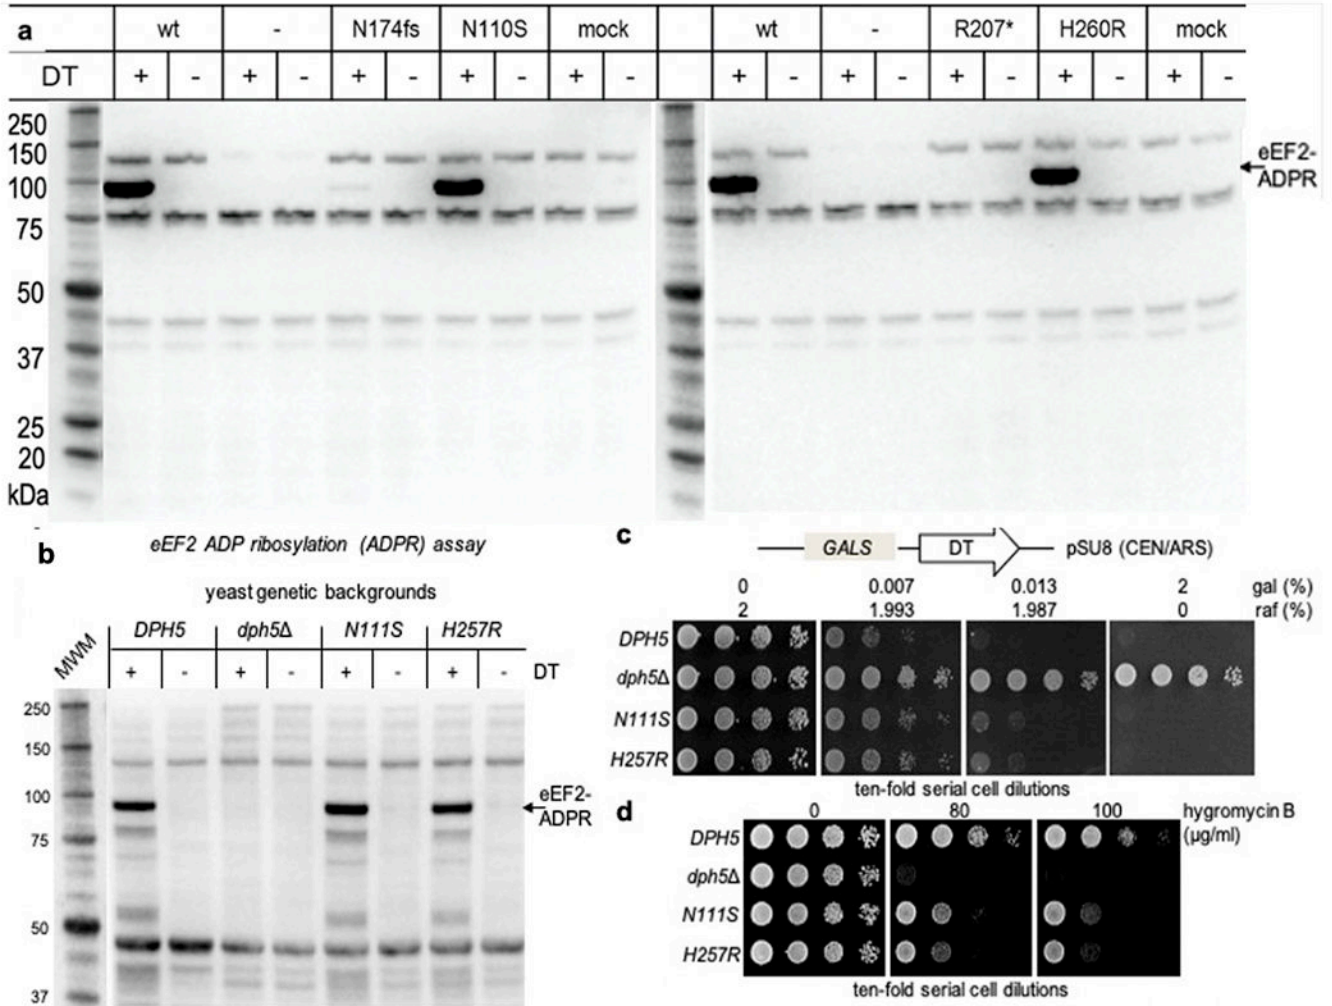 a wt - N174fs N110S mock wt - R207* H260R mock
DT + - + - + - + - + - + - + - + - + - + -
250
150
100
75
50
37
25
20
kDa
eEF2-
ADPR
b
eEF2 ADP ribosylation (ADPR) assay
yeast genetic backgrounds
MWM DPH5 dph5Δ N111S H257R
+ - + - + - + - DT
250
150
100
75
50
37
eEF2-
ADPR
c
GALS DT pSU8 (CEN/ARS)
0 0.007 0.013 2 gal (%)
2 1.993 1.987 0 raf (%)
DPH5
dph5Δ
N111S
H257R
ten-fold serial cell dilutions
d 0 80 100 hygromycin B
(μg/ml)
DPH5
dph5Δ
N111S
H257R
ten-fold serial cell dilutions